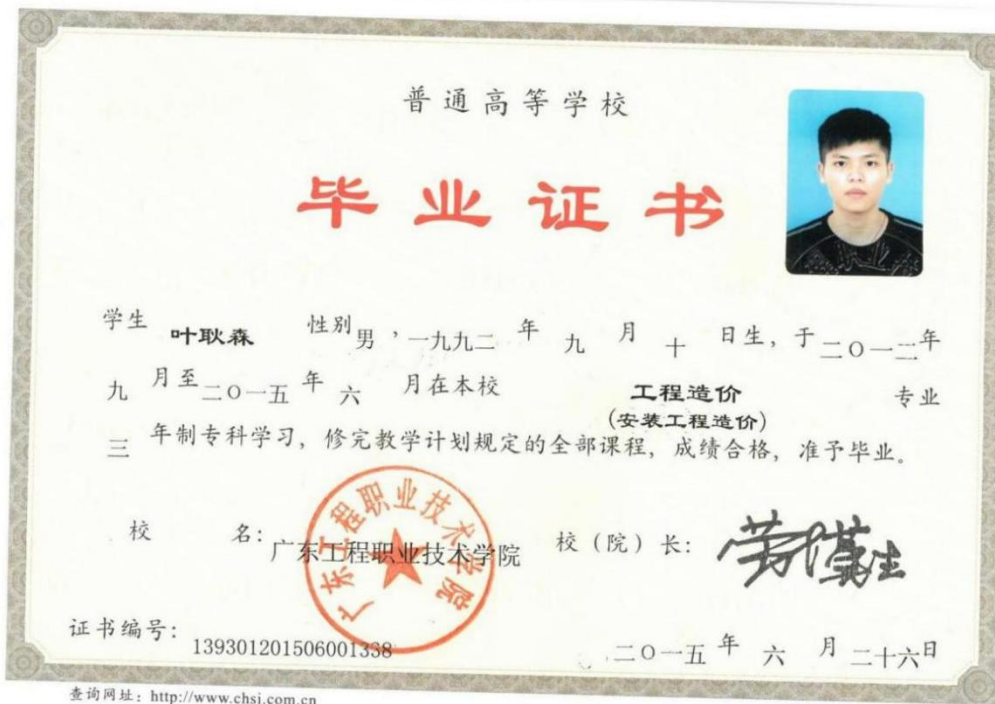 普通高等学校
毕业证书
学生 叶耿森 性别 男，一九九二 年 九 月 十 日生，于 二〇一二 年
九 月至 二〇一五 年 六 月在本校 工程造价 专业
(安装工程造价)
三 年制专科学习，修完教学计划规定的全部课程，成绩合格，准予毕业。
校 名：广东工程职业技术学院 校（院）长：
广东工程职业技术学院
证书编号：139301201506001338 二〇一五 年 六 月 二十六日
查询网址：http://www.chsi.com.cn